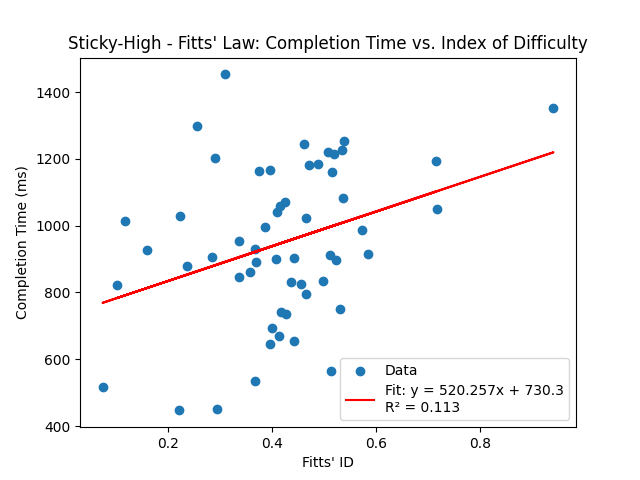 Sticky-High - Fitts' Law: Completion Time vs. Index of Difficulty
Completion Time (ms)
1400
1200
1000
800
600
400
0.2 0.4 0.6 0.8
Fitts' ID
Data
Fit: y = 520.257x + 730.3
R² = 0.113